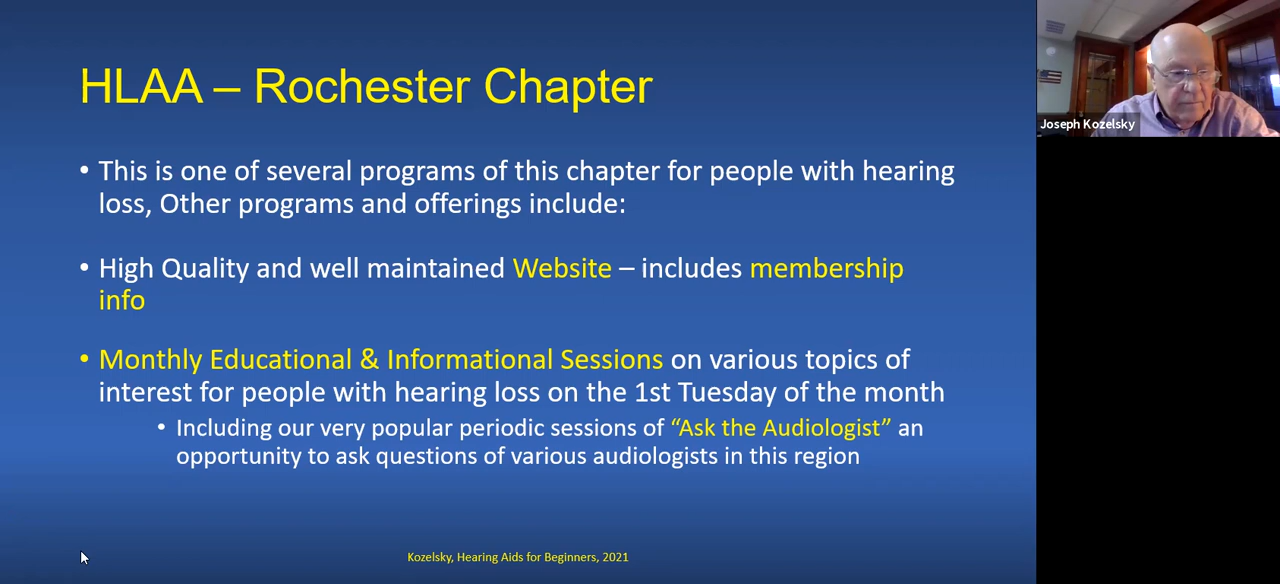 HLAA – Rochester Chapter
• This is one of several programs of this chapter for people with hearing
loss, Other programs and offerings include:
• High Quality and well maintained Website – includes membership
info
• Monthly Educational & Informational Sessions on various topics of
interest for people with hearing loss on the 1st Tuesday of the month
• Including our very popular periodic sessions of “Ask the Audiologist” an
opportunity to ask questions of various audiologists in this region
Kozelsky, Hearing Aids for Beginners, 2021
Joseph Kozelsky